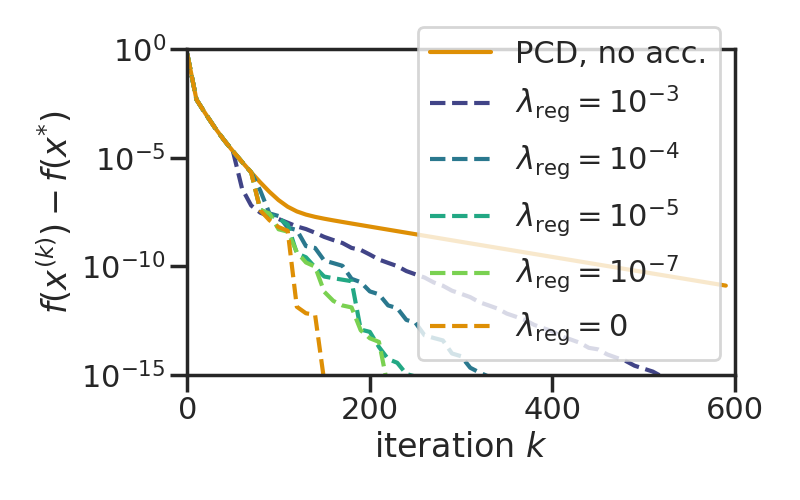 f(x^{(k)}) − f(x^*)
10^0
10^{−5}
10^{−10}
10^{−15}
0 200 400 600
iteration k
PCD, no acc.
λ_reg = 10^{−3}
λ_reg = 10^{−4}
λ_reg = 10^{−5}
λ_reg = 10^{−7}
λ_reg = 0